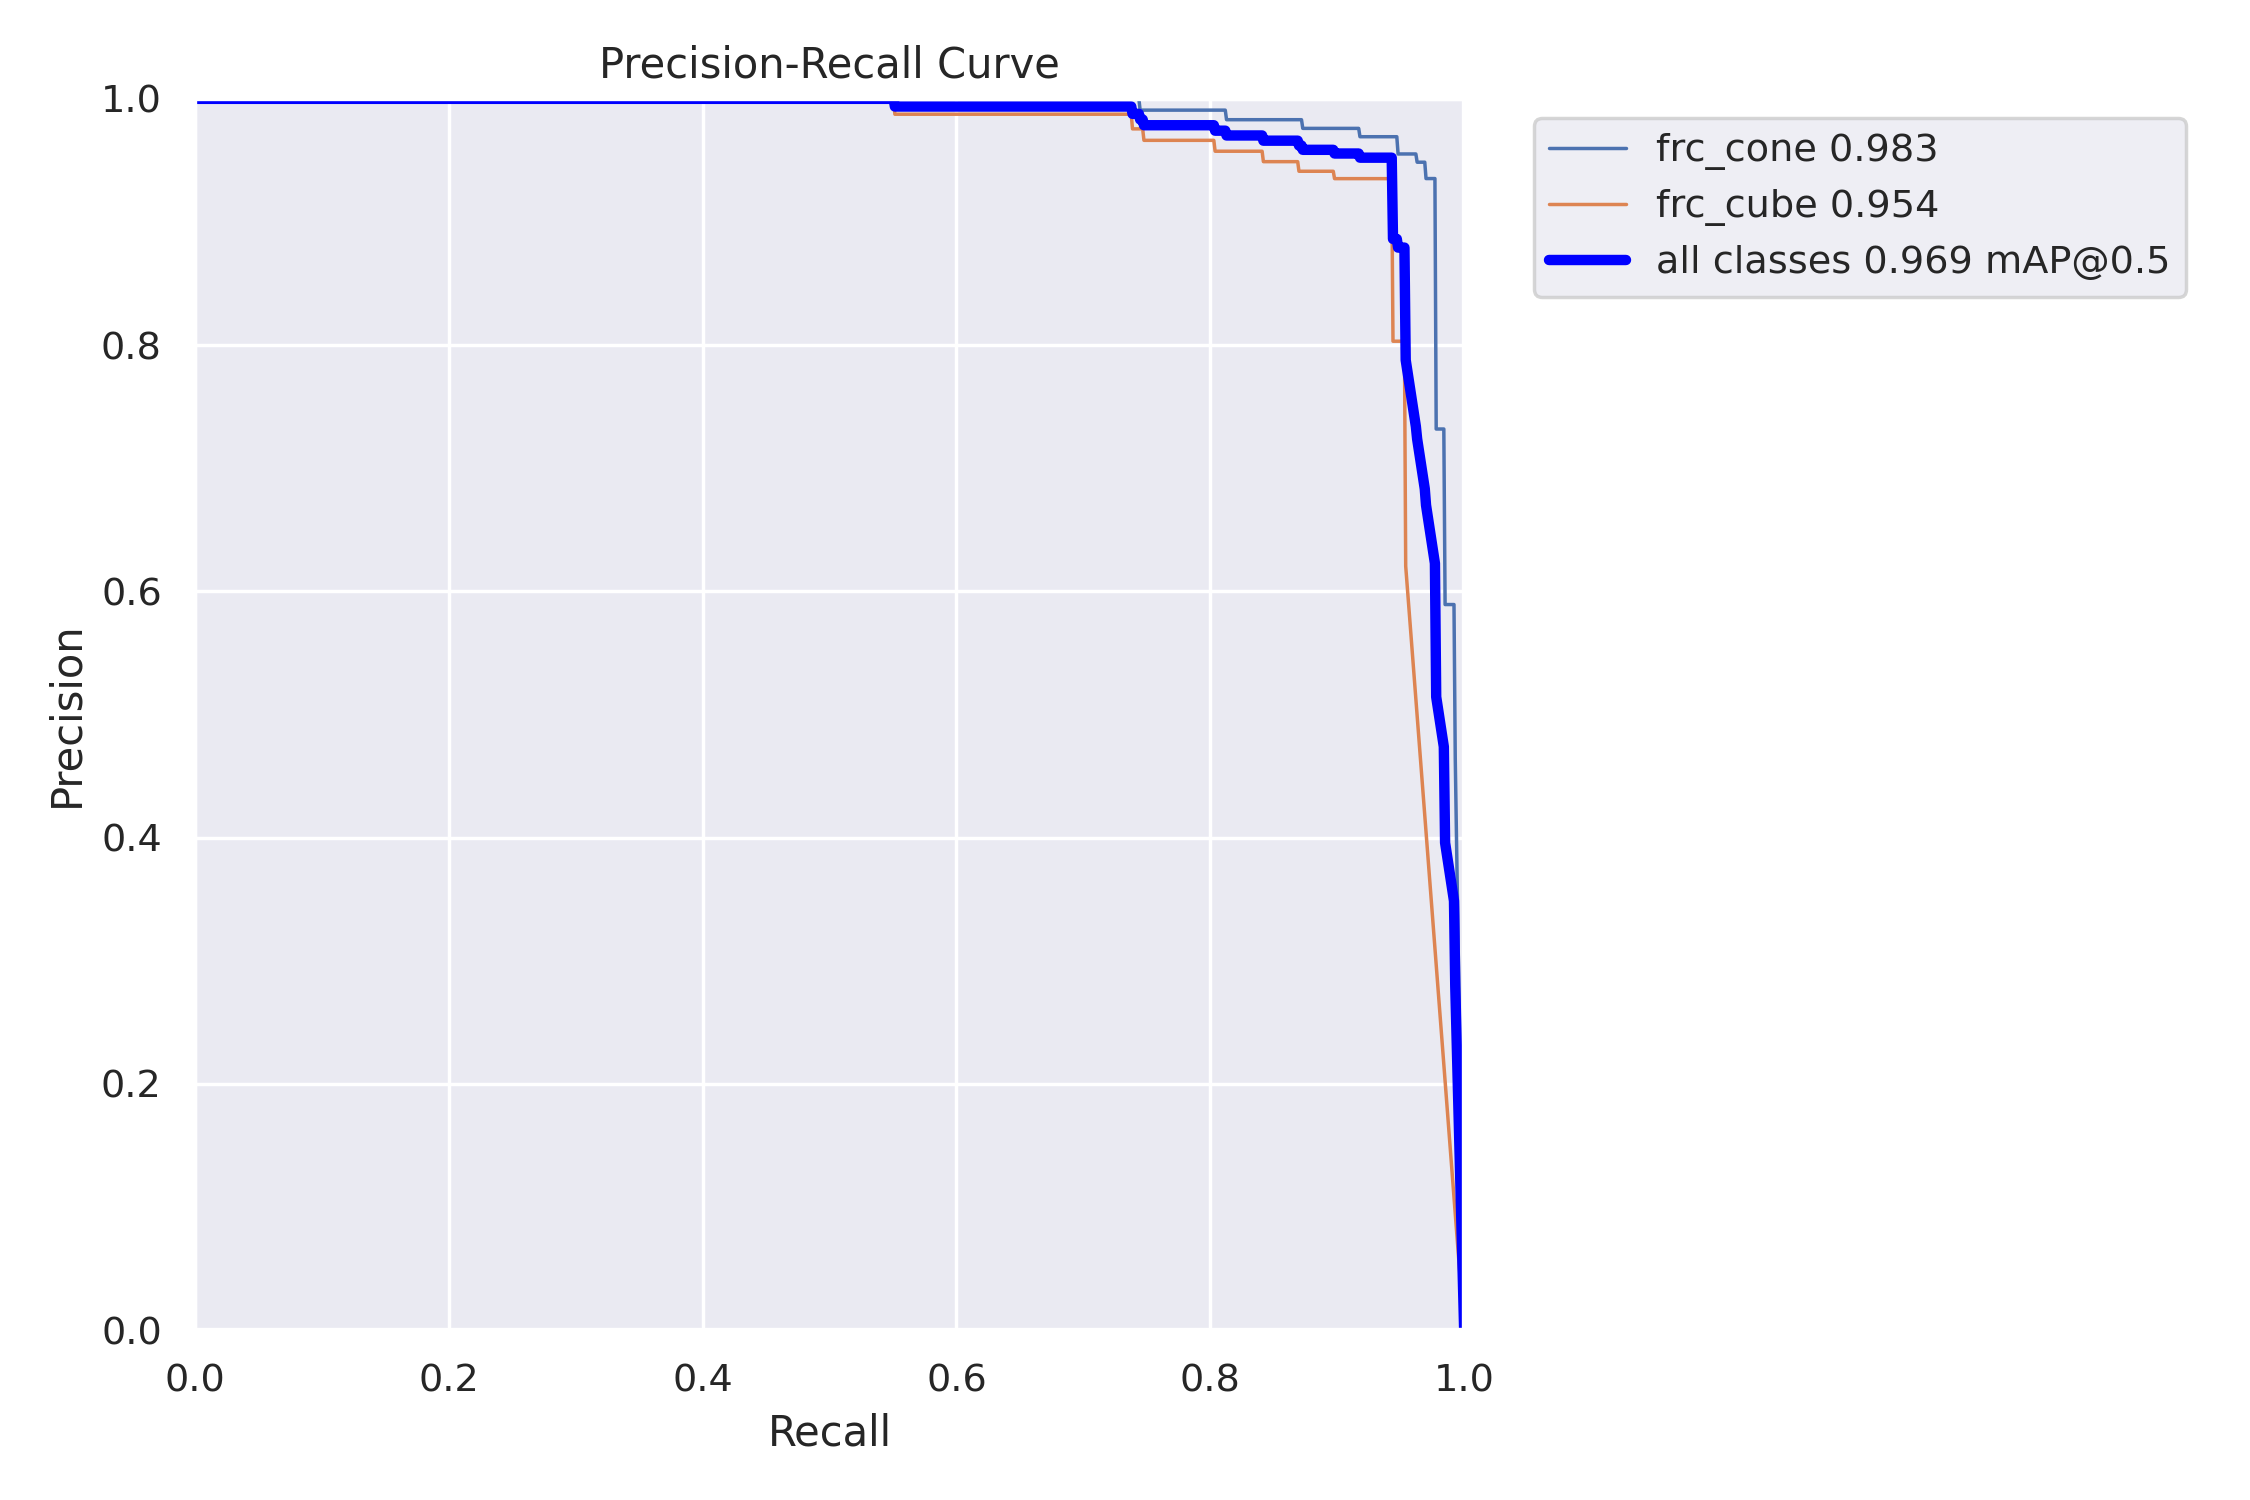 Precision-Recall Curve
1.0
0.8
0.6
0.4
0.2
0.0
Precision
0.0 0.2 0.4 0.6 0.8 1.0
Recall
frc_cone 0.983
frc_cube 0.954
all classes 0.969 mAP@0.5